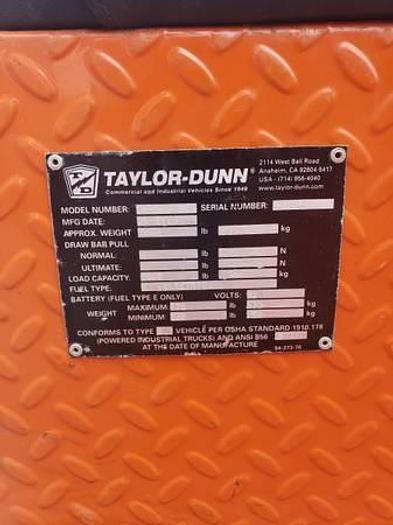 TAYLOR-DUNN®
Commercial and Industrial Vehicles Since 1949
2114 West Ball Road
Anaheim, CA 92804-5417
USA - (714) 956-4040
www.taylor-dunn.com
MODEL NUMBER: SERIAL NUMBER:
MFG DATE:
APPROX. WEIGHT lb kg
DRAW BAR PULL
NORMAL: lb N
ULTIMATE: lb N
LOAD CAPACITY: lb kg
FUEL TYPE:
BATTERY (FUEL TYPE E ONLY) VOLTS:
WEIGHT MAXIMUM: lb kg
MINIMUM: lb kg
CONFORMS TO TYPE VEHICLE PER OSHA STANDARD 1910.178
(POWERED INDUSTRIAL TRUCKS) AND ANSI B56
AT THE DATE OF MANUFACTURE
94-373-76